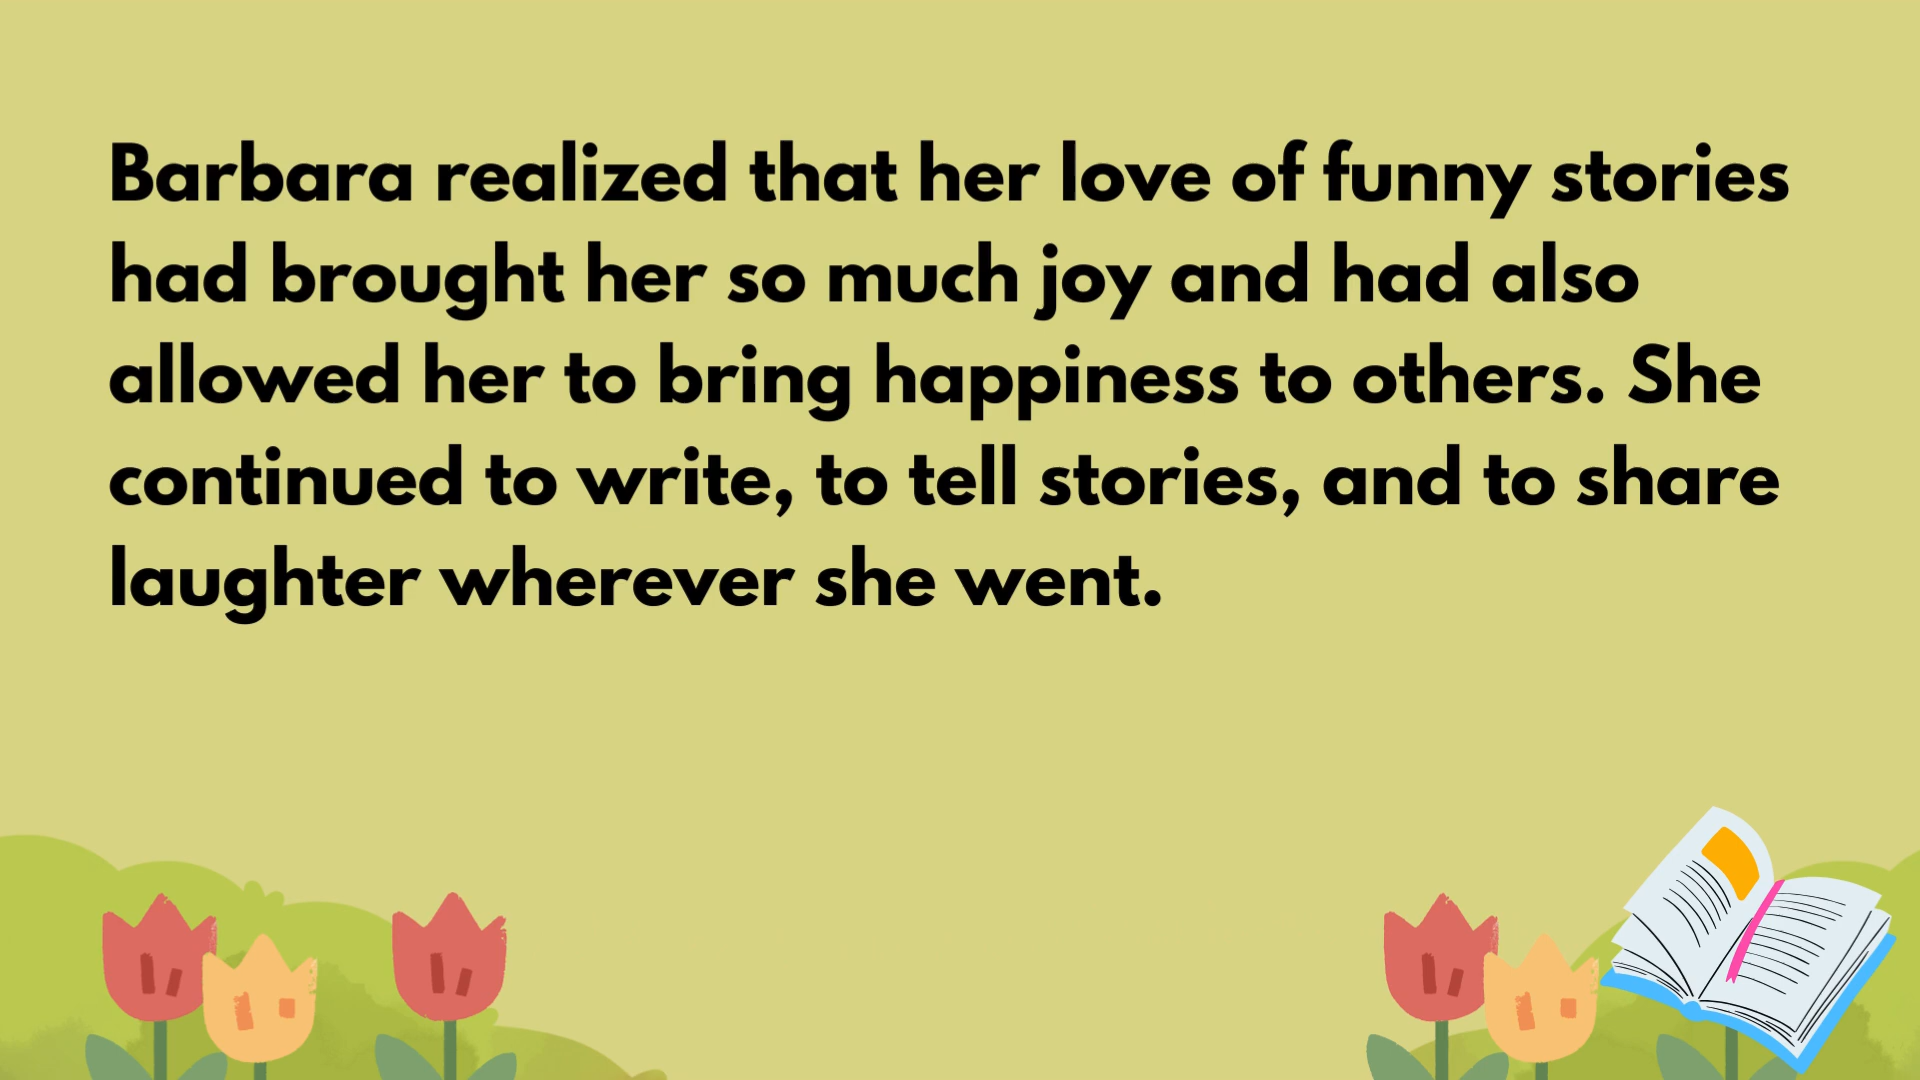 Barbara realized that her love of funny stories
had brought her so much joy and had also
allowed her to bring happiness to others. She
continued to write, to tell stories, and to share
laughter wherever she went.